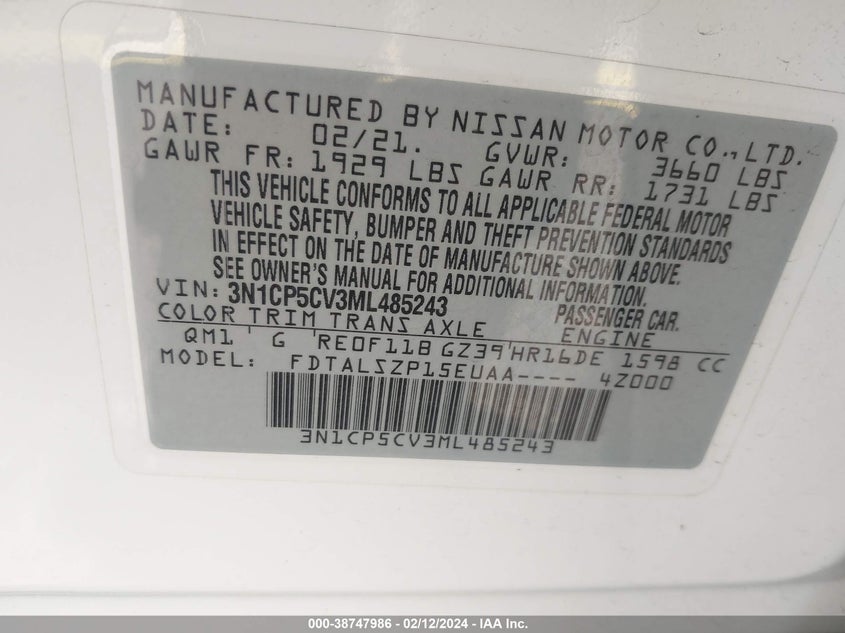 MANUFACTURED BY NISSAN MOTOR CO., LTD.
DATE: 02/21. GVWR: 3660 LBS
GAWR FR: 1929 LBS GAWR RR: 1731 LBS
THIS VEHICLE CONFORMS TO ALL APPLICABLE FEDERAL MOTOR
VEHICLE SAFETY, BUMPER AND THEFT PREVENTION STANDARDS
IN EFFECT ON THE DATE OF MANUFACTURE SHOWN ABOVE.
SEE OWNER'S MANUAL FOR ADDITIONAL INFORMATION.
VIN: 3N1CP5CV3ML485243 PASSENGER CAR.
COLOR TRIM TRANS AXLE ENGINE
QM1 ' G ' RE0F11B GZ39 ' HR16DE 1598 CC
MODEL: FDTALSZP15EUAA---- 4Z000
3N1CP5CV3ML485243
000-38747986 - 02/12/2024 - IAA Inc.